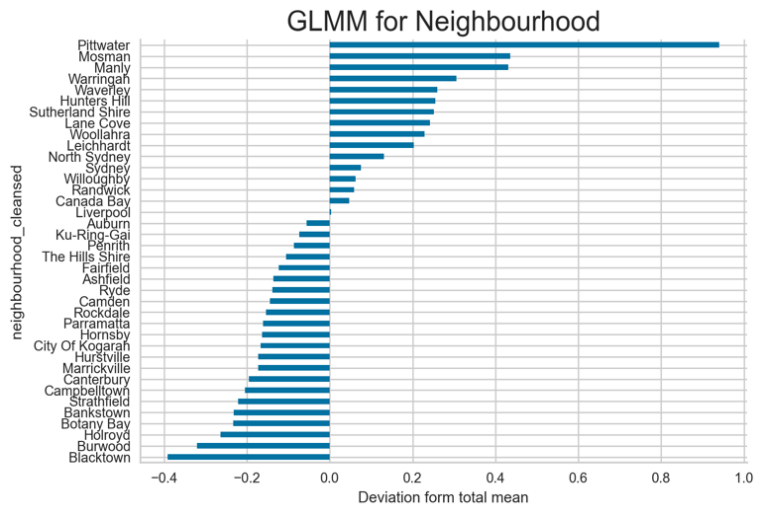 GLMM for Neighbourhood
Pittwater
Mosman
Manly
Warringah
Waverley
Hunters Hill
Sutherland Shire
Lane Cove
Woollahra
Leichhardt
North Sydney
Sydney
Willoughby
Randwick
Canada Bay
Liverpool
Auburn
Ku-Ring-Gai
Penrith
The Hills Shire
Fairfield
Ashfield
Ryde
Camden
Rockdale
Parramatta
Hornsby
City Of Kogarah
Hurstville
Marrickville
Canterbury
Campbelltown
Strathfield
Bankstown
Botany Bay
Holroyd
Burwood
Blacktown
neighbourhood_cleansed
−0.4 −0.2 0.0 0.2 0.4 0.6 0.8 1.0
Deviation form total mean